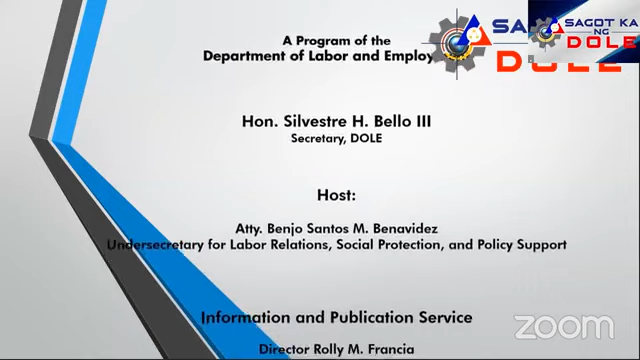 SAGOT KA
NG
DOLE
SA
DOLE
A Program of the
Department of Labor and Employ
Hon. Silvestre H. Bello III
Secretary, DOLE
Host:
Atty. Benjo Santos M. Benavidez
Undersecretary for Labor Relations, Social Protection, and Policy Support
Information and Publication Service
Director Rolly M. Francia
zoom